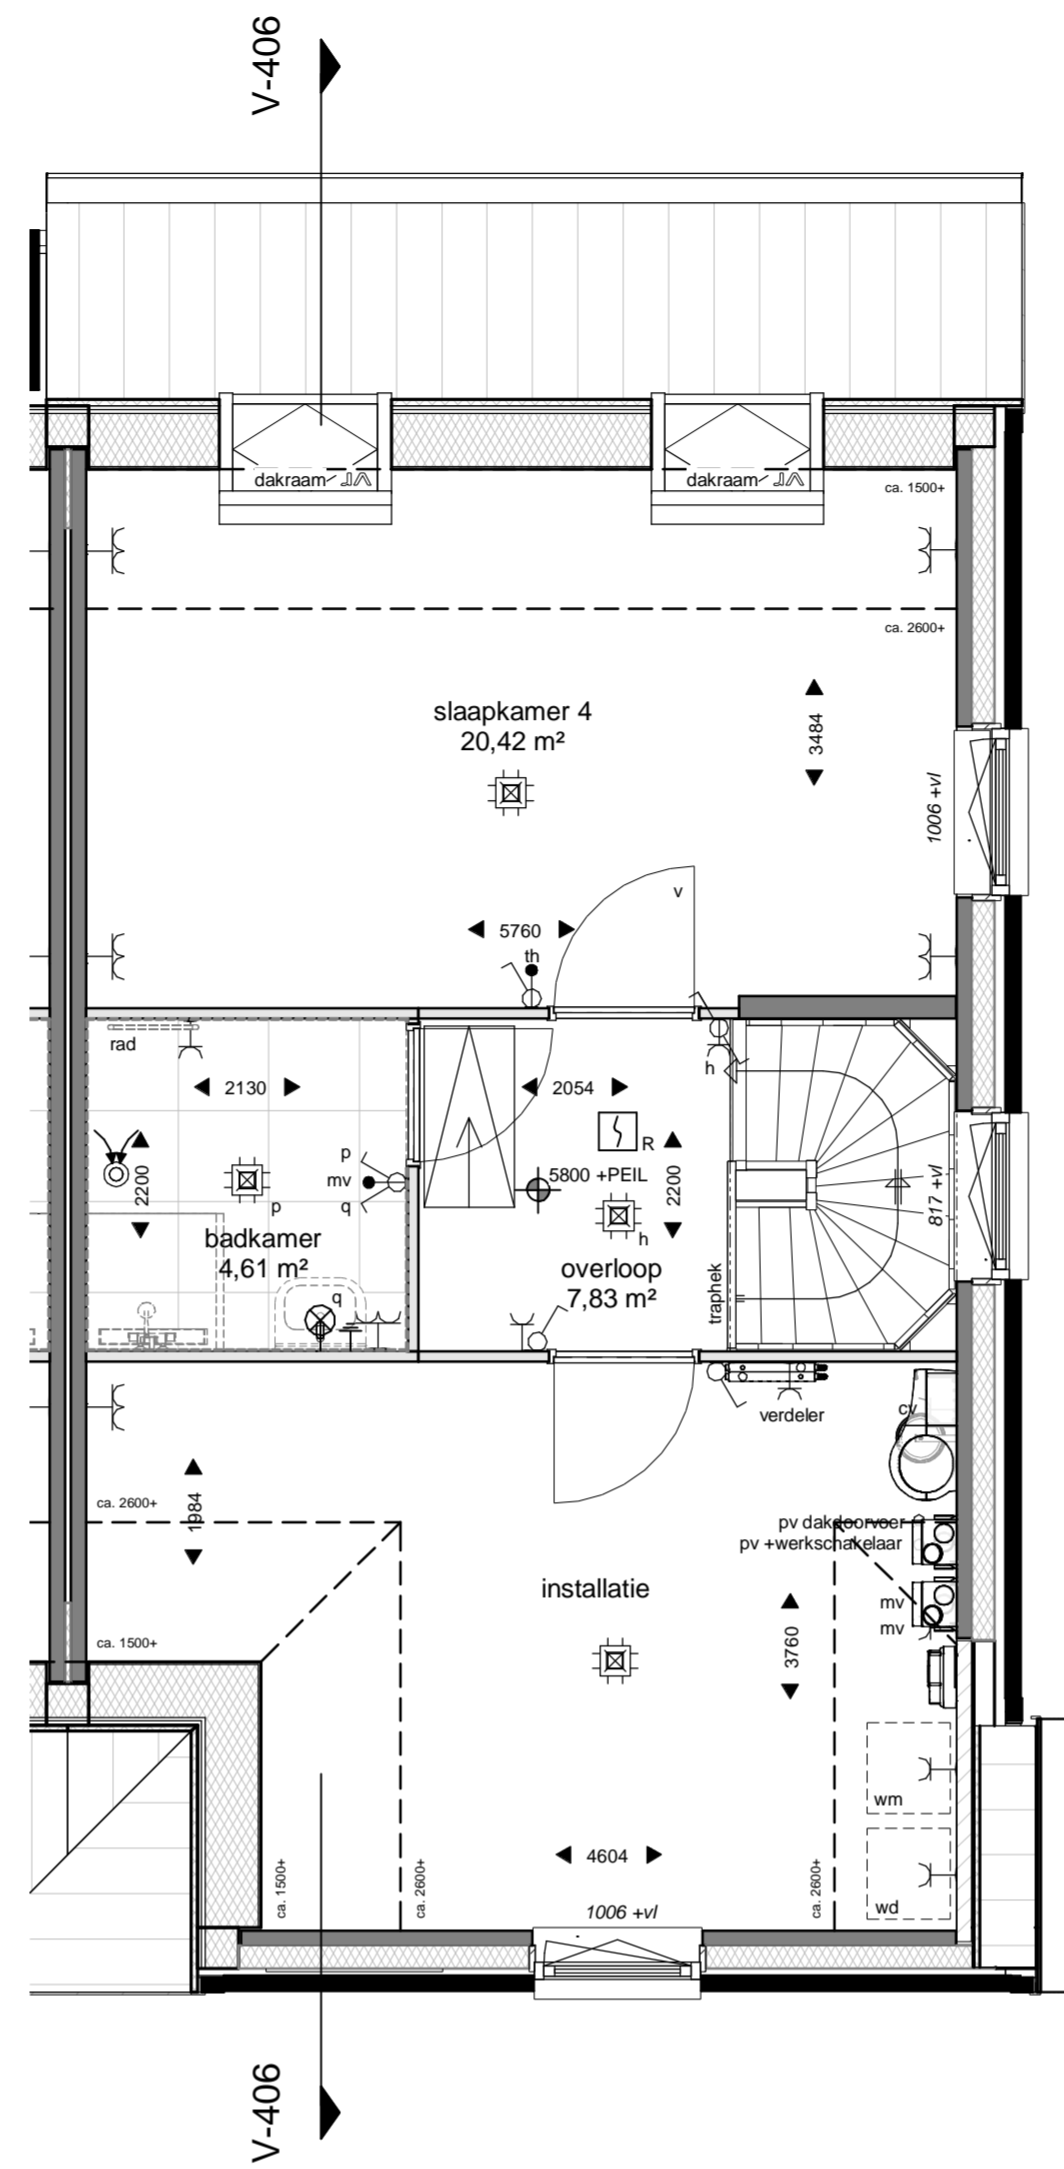 V-406
dakraam
dakraam
ca. 1500+
ca. 2600+
slaapkamer 4
20,42 m²
3484
1006 +vl
v
5760
th
rad
2130
2054
h
R
p
mv
q
2200
p
5800 +PEIL
2200
h
817 +vl
badkamer
4,61 m²
overloop
7,83 m²
traphek
q
verdeler
cv
1984
ca. 2600+
pv dakdoorvoer
pv +werkschakelaar
installatie
mv
mv
3760
ca. 1500+
wm
wd
4604
ca. 1500+
ca. 2600+
ca. 2600+
1006 +vl
V-406